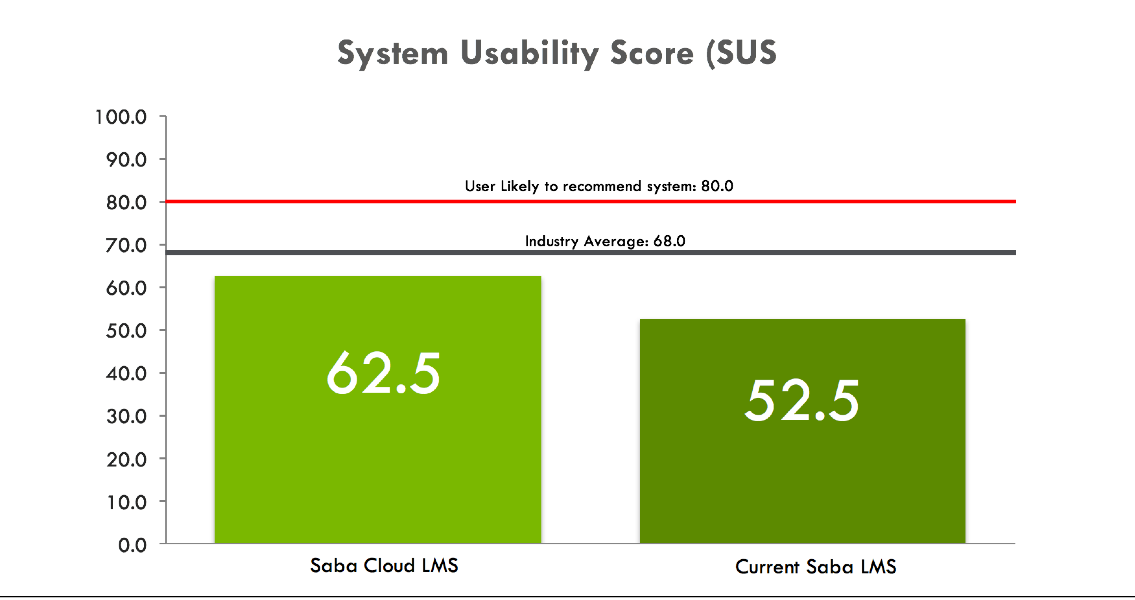 System Usability Score (SUS
100.0
90.0
User Likely to recommend system: 80.0
80.0
Industry Average: 68.0
70.0
60.0
50.0
40.0
30.0
20.0
10.0
0.0
62.5
52.5
Saba Cloud LMS
Current Saba LMS